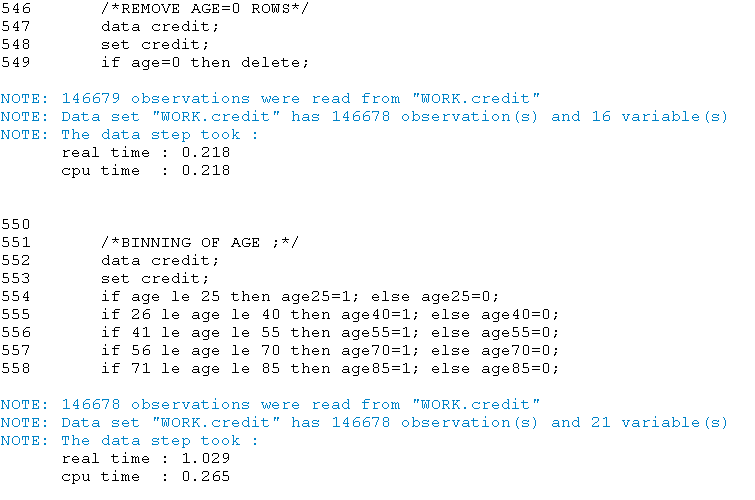 546 /*REMOVE AGE=0 ROWS*/
547 data credit;
548 set credit;
549 if age=0 then delete;
NOTE: 146679 observations were read from "WORK.credit"
NOTE: Data set "WORK.credit" has 146678 observation(s) and 16 variable(s)
NOTE: The data step took :
real time : 0.218
cpu time : 0.218
550
551 /*BINNING OF AGE ;*/
552 data credit;
553 set credit;
554 if age le 25 then age25=1; else age25=0;
555 if 26 le age le 40 then age40=1; else age40=0;
556 if 41 le age le 55 then age55=1; else age55=0;
557 if 56 le age le 70 then age70=1; else age70=0;
558 if 71 le age le 85 then age85=1; else age85=0;
NOTE: 146678 observations were read from "WORK.credit"
NOTE: Data set "WORK.credit" has 146678 observation(s) and 21 variable(s)
NOTE: The data step took :
real time : 1.029
cpu time : 0.265